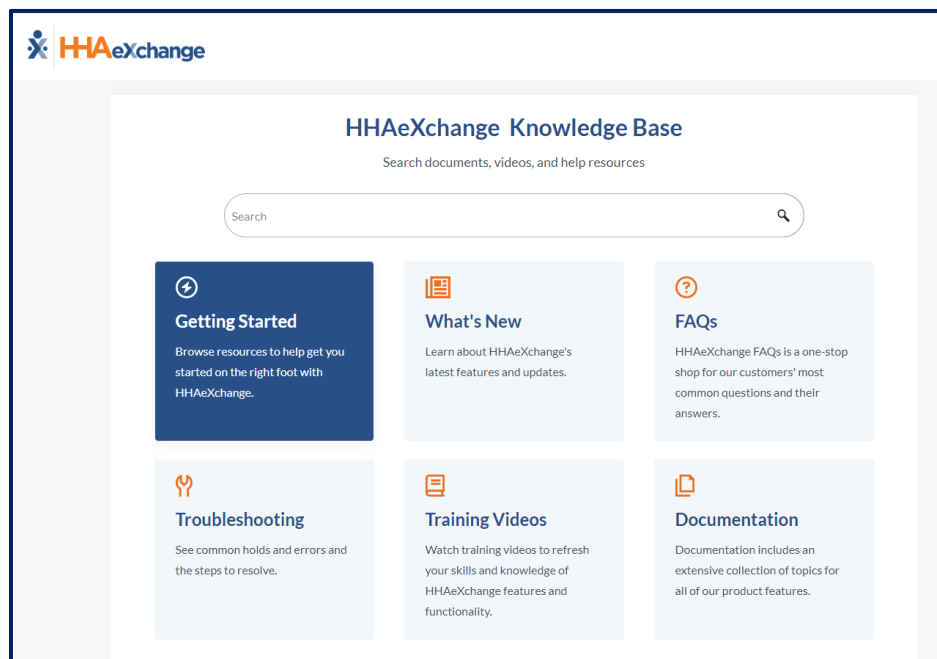 HHAeXchange
HHAeXchange Knowledge Base
Search documents, videos, and help resources
Search
Getting Started
Browse resources to help get you
started on the right foot with
HHAeXchange.
What's New
Learn about HHAeXchange's
latest features and updates.
FAQs
HHAeXchange FAQs is a one-stop
shop for our customers' most
common questions and their
answers.
Troubleshooting
See common holds and errors and
the steps to resolve.
Training Videos
Watch training videos to refresh
your skills and knowledge of
HHAeXchange features and
functionality.
Documentation
Documentation includes an
extensive collection of topics for
all of our product features.